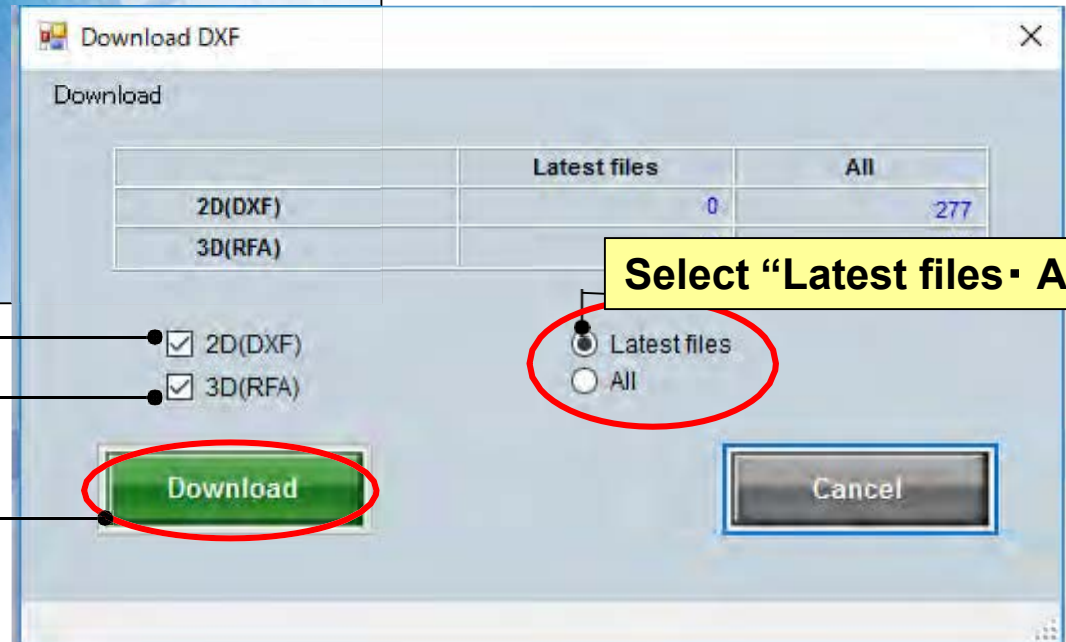 Download DXF
Download
Latest files All
2D(DXF) 0 277
3D(RFA)
Select “Latest files・A
2D(DXF) Latest files
3D(RFA) All
Download Cancel